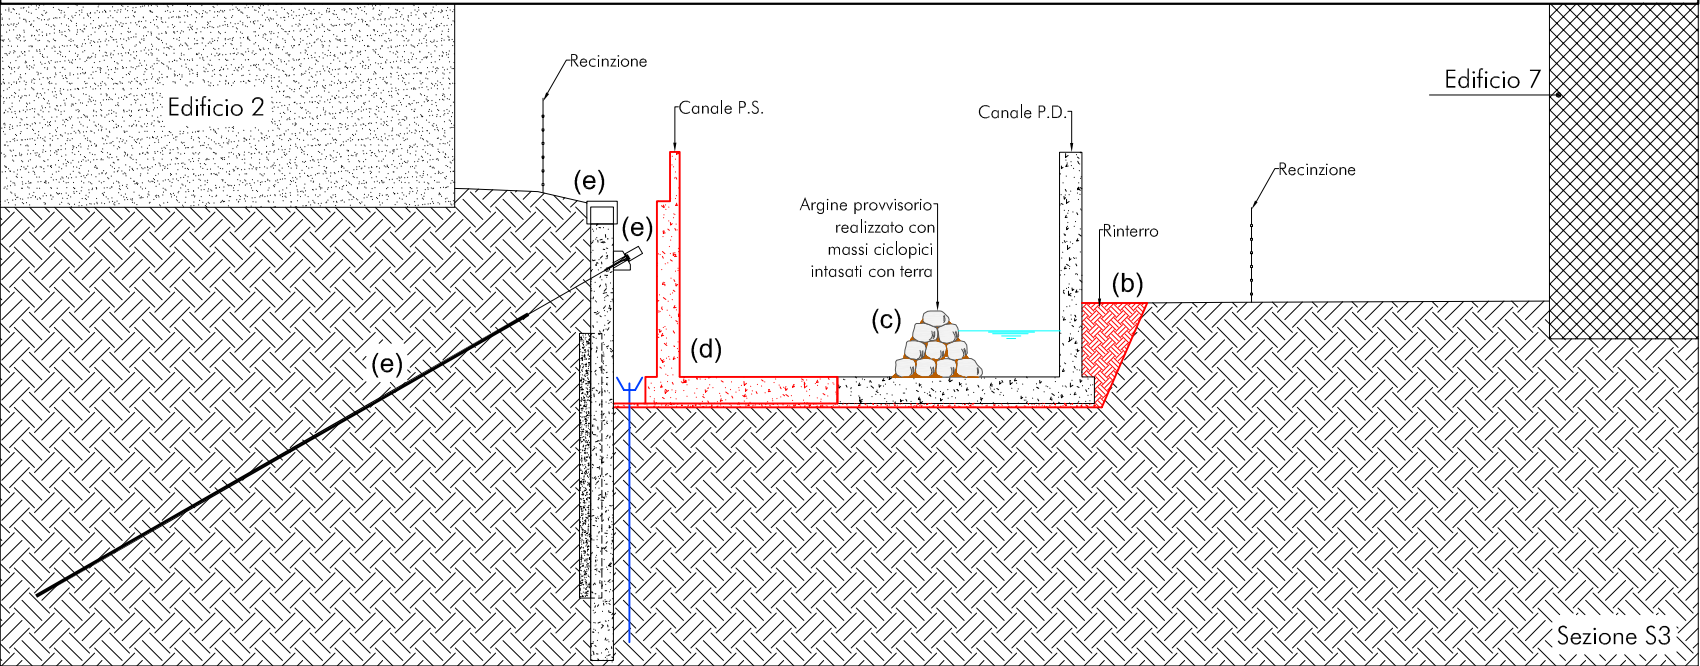 Recinzione
Edificio 7
Edificio 2
Canale P.S.
Canale P.D.
Recinzione
(e)
Argine provvisorio
realizzato con
massi ciclopici
intasati con terra
(e)
Rinterro
(b)
(c)
(d)
(e)
Sezione S3